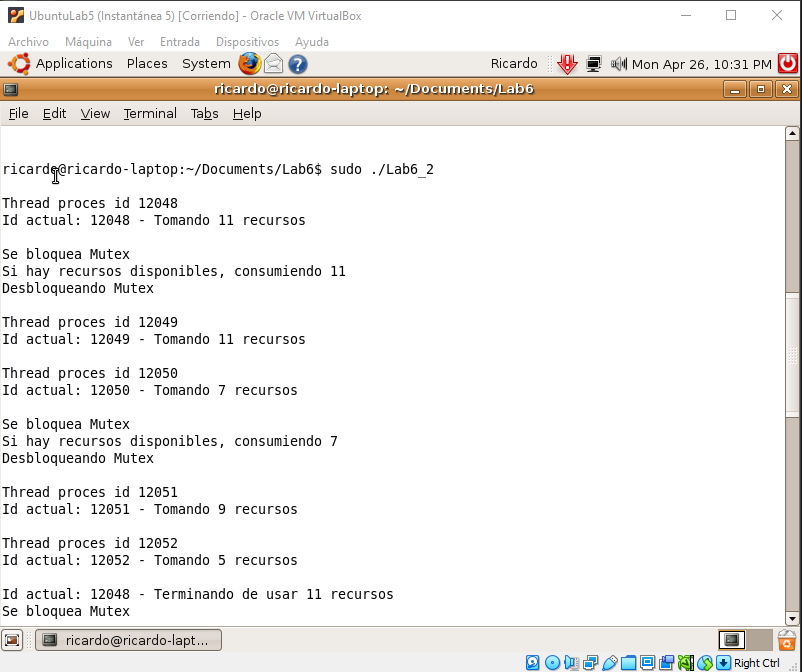 UbuntuLab5 (Instantánea 5) [Corriendo] - Oracle VM VirtualBox
Archivo Máquina Ver Entrada Dispositivos Ayuda
Applications Places System Ricardo Mon Apr 26, 10:31 PM
ricardo@ricardo-laptop: ~/Documents/Lab6
File Edit View Terminal Tabs Help
ricardo@ricardo-laptop:~/Documents/Lab6$ sudo ./Lab6_2
Thread proces id 12048
Id actual: 12048 - Tomando 11 recursos
Se bloquea Mutex
Si hay recursos disponibles, consumiendo 11
Desbloqueando Mutex
Thread proces id 12049
Id actual: 12049 - Tomando 11 recursos
Thread proces id 12050
Id actual: 12050 - Tomando 7 recursos
Se bloquea Mutex
Si hay recursos disponibles, consumiendo 7
Desbloqueando Mutex
Thread proces id 12051
Id actual: 12051 - Tomando 9 recursos
Thread proces id 12052
Id actual: 12052 - Tomando 5 recursos
Id actual: 12048 - Terminando de usar 11 recursos
Se bloquea Mutex
ricardo@ricardo-lapt...
Right Ctrl